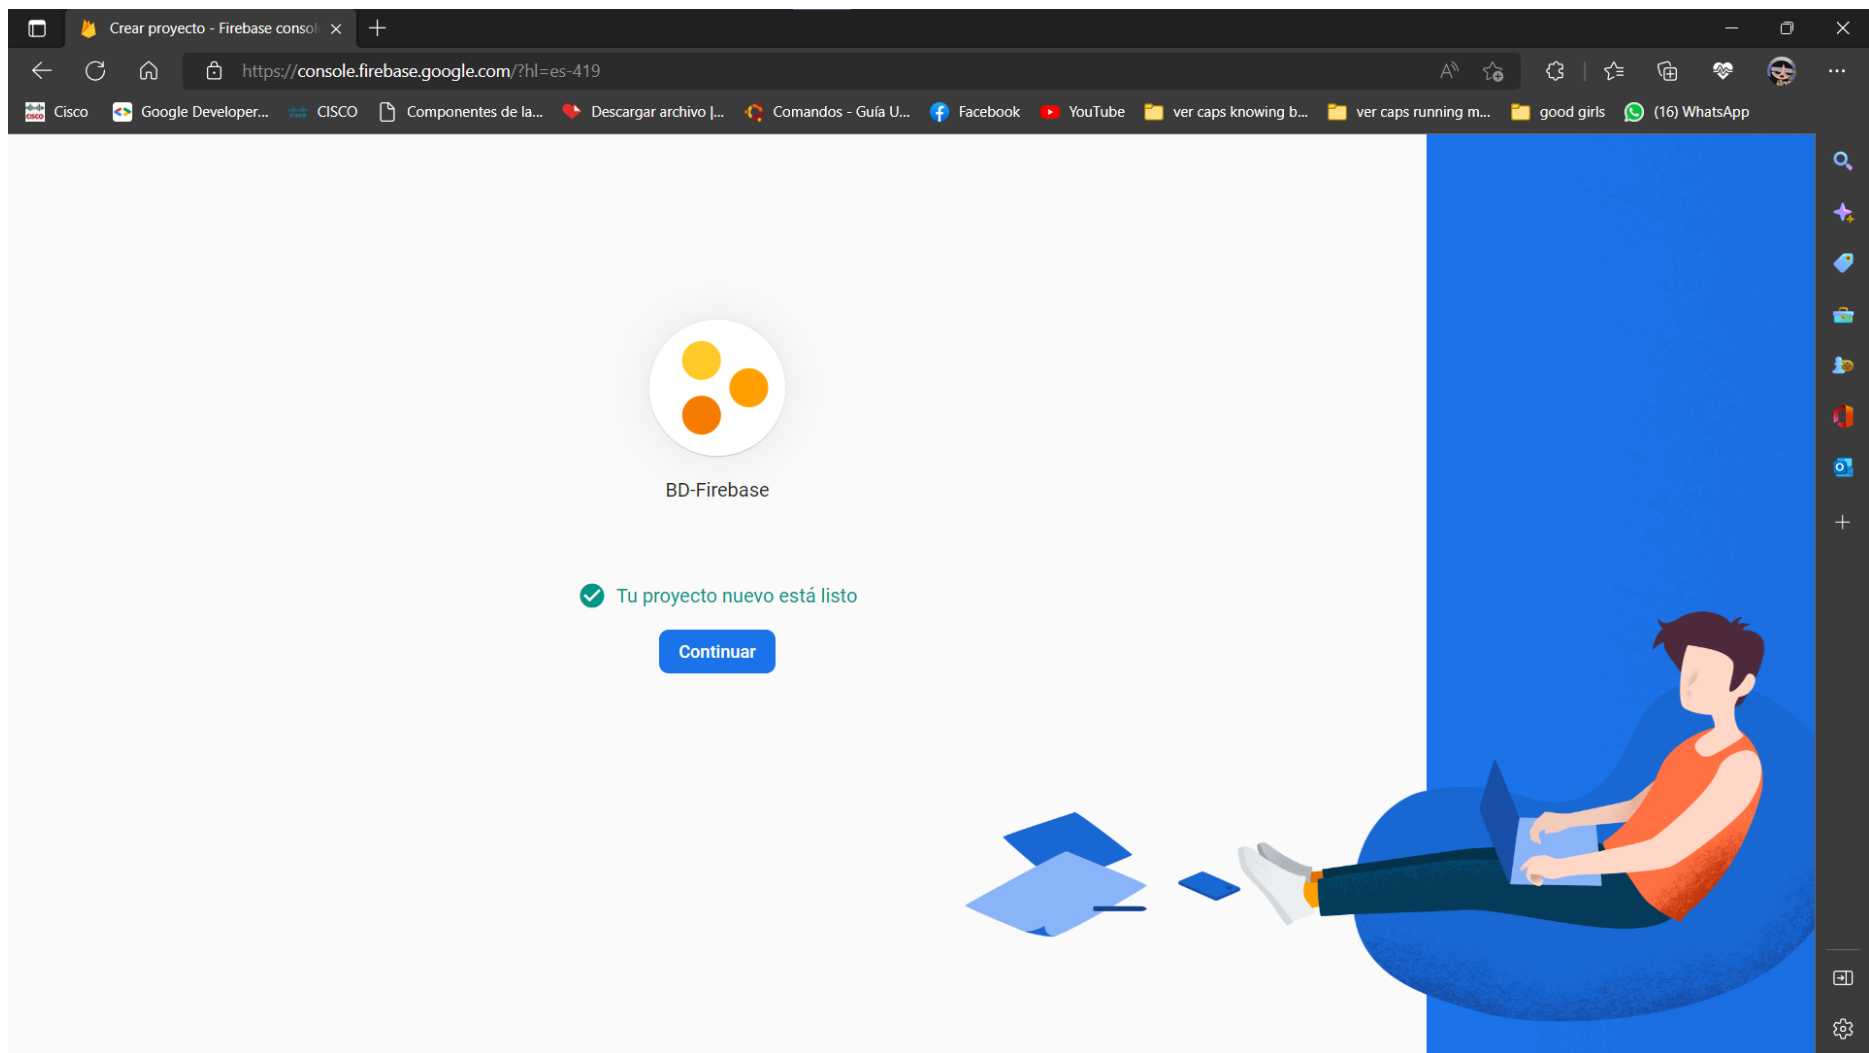 Crear proyecto - Firebase consol
https://console.firebase.google.com/?hl=es-419
Cisco Google Developer... CISCO Componentes de la... Descargar archivo |... Comandos - Guía U... Facebook YouTube ver caps knowing b... ver caps running m... good girls (16) WhatsApp
BD-Firebase
Tu proyecto nuevo está listo
Continuar